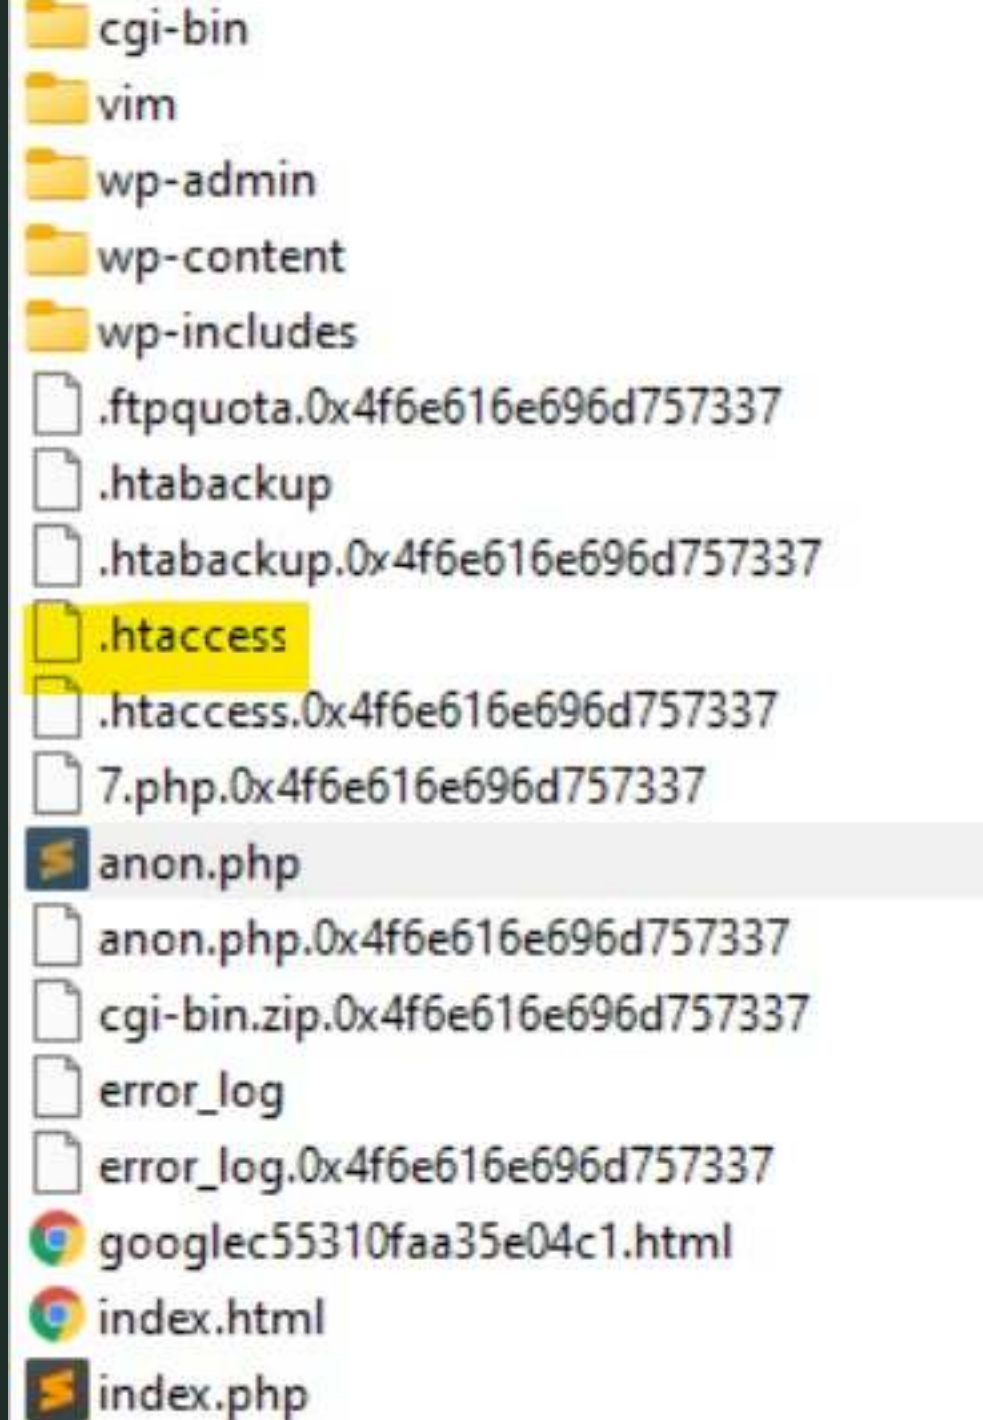 cgi-bin
vim
wp-admin
wp-content
wp-includes
.ftpquota.0x4f6e616e696d757337
.htabackup
.htabackup.0x4f6e616e696d757337
.htaccess
.htaccess.0x4f6e616e696d757337
7.php.0x4f6e616e696d757337
anon.php
anon.php.0x4f6e616e696d757337
cgi-bin.zip.0x4f6e616e696d757337
error_log
error_log.0x4f6e616e696d757337
googlec55310faa35e04c1.html
index.html
index.php